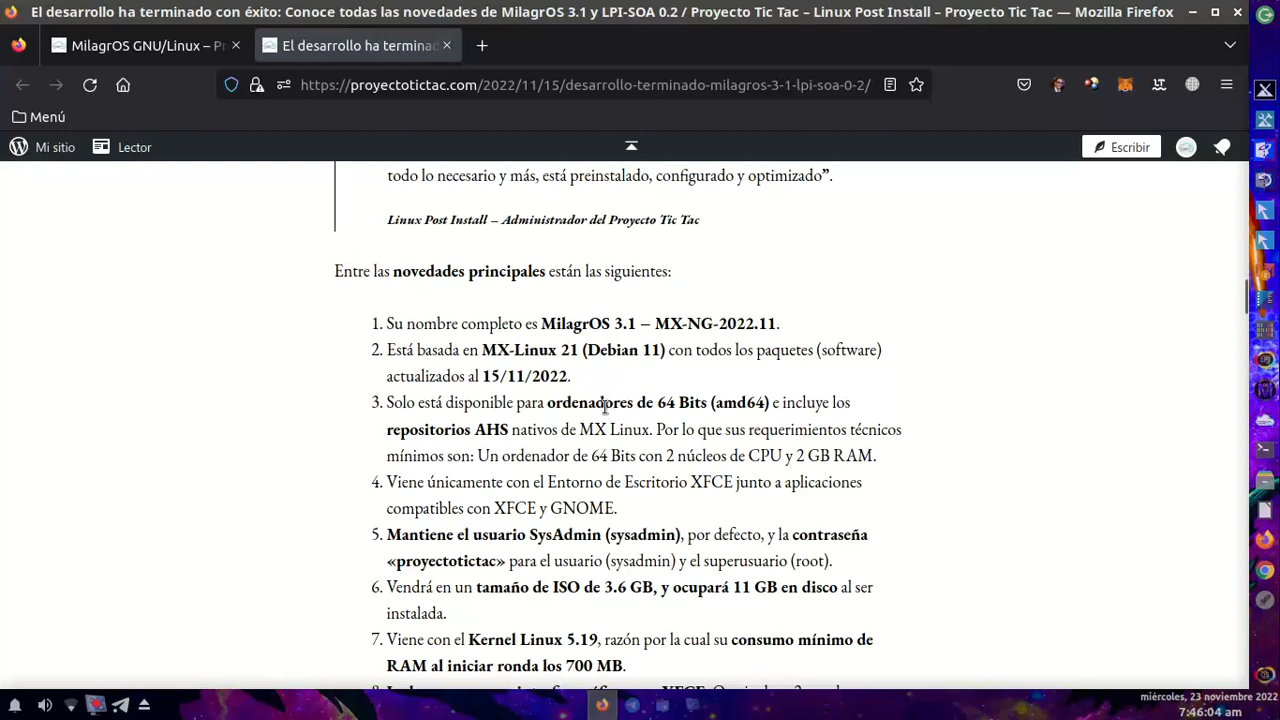 El desarrollo ha terminado con éxito: Conoce todas las novedades de MilagrOS 3.1 y LPI-SOA 0.2 / Proyecto Tic Tac – Linux Post Install – Proyecto Tic Tac — Mozilla Firefox
MilagrOS GNU/Linux – P
El desarrollo ha termina
https://proyectotictac.com/2022/11/15/desarrollo-terminado-milagros-3-1-lpi-soa-0-2/
Menú
Mi sitio
Lector
Escribir
todo lo necesario y más, está preinstalado, configurado y optimizado”.
Linux Post Install – Administrador del Proyecto Tic Tac
Entre las novedades principales están las siguientes:
1. Su nombre completo es MilagrOS 3.1 – MX-NG-2022.11.
2. Está basada en MX-Linux 21 (Debian 11) con todos los paquetes (software)
actualizados al 15/11/2022.
3. Solo está disponible para ordenadores de 64 Bits (amd64) e incluye los
repositorios AHS nativos de MX Linux. Por lo que sus requerimientos técnicos
mínimos son: Un ordenador de 64 Bits con 2 núcleos de CPU y 2 GB RAM.
4. Viene únicamente con el Entorno de Escritorio XFCE junto a aplicaciones
compatibles con XFCE y GNOME.
5. Mantiene el usuario SysAdmin (sysadmin), por defecto, y la contraseña
«proyectotictac» para el usuario (sysadmin) y el superusuario (root).
6. Vendrá en un tamaño de ISO de 3.6 GB, y ocupará 11 GB en disco al ser
instalada.
7. Viene con el Kernel Linux 5.19, razón por la cual su consumo mínimo de
RAM al iniciar ronda los 700 MB.
miércoles, 23 noviembre 2022
7:46:04 am